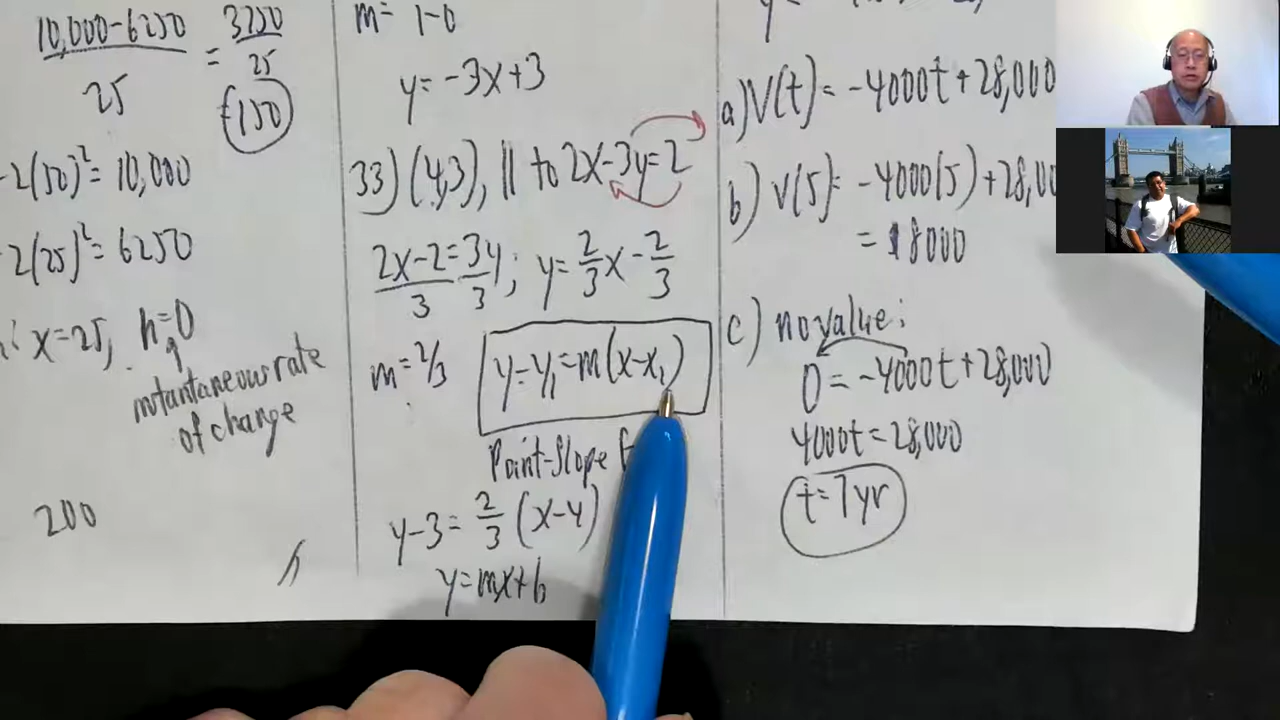 10,000-6250
25
= 3750
25
150
-2(50)²=10,000
-2(25)²=6250
x=25, h=0
instantaneous rate
of change
200
m= 1-0
y=-3x+3
33) (4,3), || to 2x-3y=2
2x-2=3y; y=2/3x-2/3
3 3
m=2/3 y-y₁=m(x-x₁)
Point-Slope
y-3=2/3(x-4)
y=mx+b
y=
a) V(t)=-4000t+28,000
b) V(5)=-4000(5)+28,00
=18000
c) no value:
0=-4000t+28,000
4000t=28,000
t=7yr